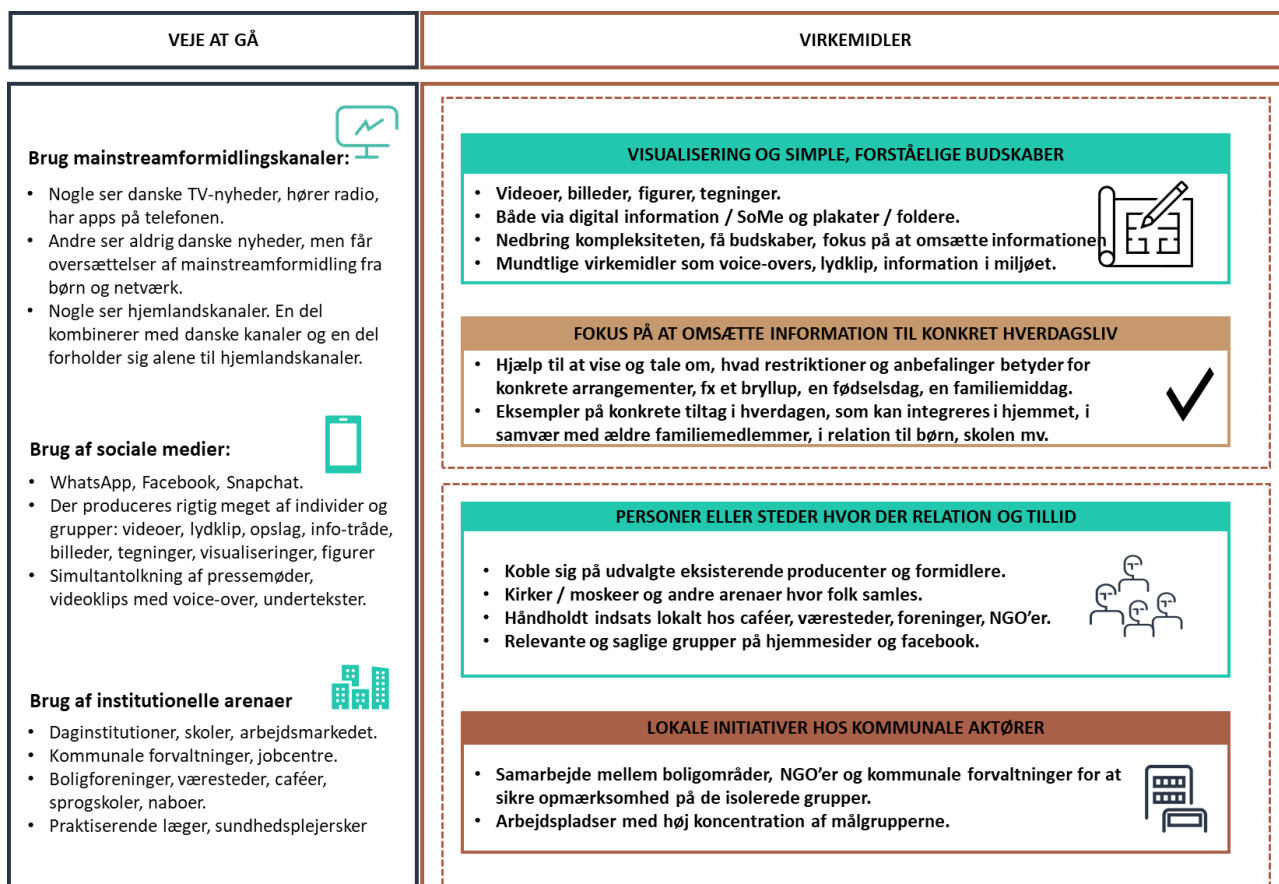 VEJE AT GÅ
VIRKEMIDLER
Brug mainstreamformidlingskanaler:
• Nogle ser danske TV-nyheder, hører radio,
har apps på telefonen.
• Andre ser aldrig danske nyheder, men får
oversættelser af mainstreamformidling fra
børn og netværk.
• Nogle ser hjemlandskanaler. En del
kombinerer med danske kanaler og en del
forholder sig alene til hjemlandskanaler.
Brug af sociale medier:
• WhatsApp, Facebook, Snapchat.
• Der produceres rigtig meget af individer og
grupper: videoer, lydklip, opslag, info-tråde,
billeder, tegninger, visualiseringer, figurer
• Simultantolkning af pressemøder,
videoklips med voice-over, undertekster.
Brug af institutionelle arenaer
• Daginstitutioner, skoler, arbejdsmarkedet.
• Kommunale forvaltninger, jobcentre.
• Boligforeninger, væresteder, caféer,
sprogskoler, naboer.
• Praktiserende læger, sundhedsplejersker
VISUALISERING OG SIMPLE, FORSTÅELIGE BUDSKABER
• Videoer, billeder, figurer, tegninger.
• Både via digital information / SoMe og plakater / foldere.
• Nedbring kompleksiteten, få budskaber, fokus på at omsætte informationen
• Mundtlige virkemidler som voice-overs, lydklip, information i miljøet.
FOKUS PÅ AT OMSÆTTE INFORMATION TIL KONKRET HVERDAGSLIV
• Hjælp til at vise og tale om, hvad restriktioner og anbefalinger betyder for
konkrete arrangementer, fx et bryllup, en fødselsdag, en familiemiddag.
• Eksempler på konkrete tiltag i hverdagen, som kan integreres i hjemmet, i
samvær med ældre familiemedlemmer, i relation til børn, skolen mv.
PERSONER ELLER STEDER HVOR DER RELATION OG TILLID
• Koble sig på udvalgte eksisterende producenter og formidlere.
• Kirker / moskeer og andre arenaer hvor folk samles.
• Håndholdt indsats lokalt hos caféer, væresteder, foreninger, NGO’er.
• Relevante og saglige grupper på hjemmesider og facebook.
LOKALE INITIATIVER HOS KOMMUNALE AKTØRER
• Samarbejde mellem boligområder, NGO’er og kommunale forvaltninger for at
sikre opmærksomhed på de isolerede grupper.
• Arbejdspladser med høj koncentration af målgrupperne.